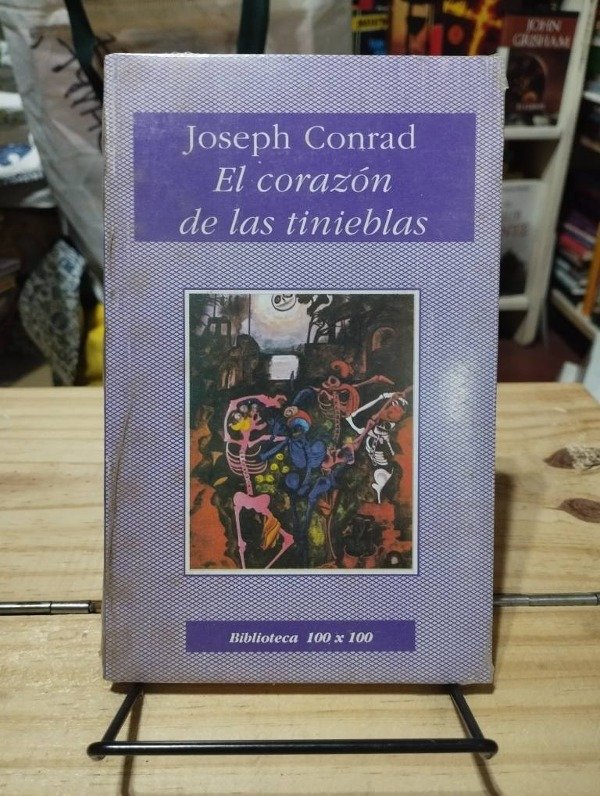 Joseph Conrad
El corazón
de las tinieblas
Biblioteca 100 x 100
JOHN
GRISHAM